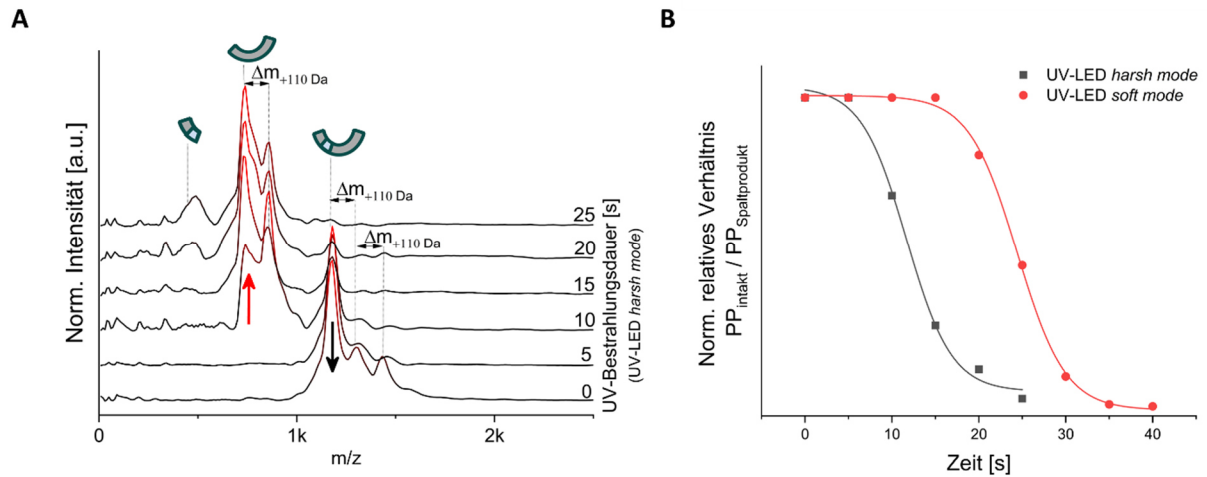 A
B
Norm. Intensität [a.u.]
Δm+110 Da
Δm+110 Da
Δm+110 Da
25
20
15
10
5
0
UV-Bestrahlungsdauer [s]
(UV-LED harsh mode)
0
1k
2k
m/z
Norm. relatives Verhältnis
PPintakt / PPSpaltprodukt
UV-LED harsh mode
UV-LED soft mode
0
10
20
30
40
Zeit [s]